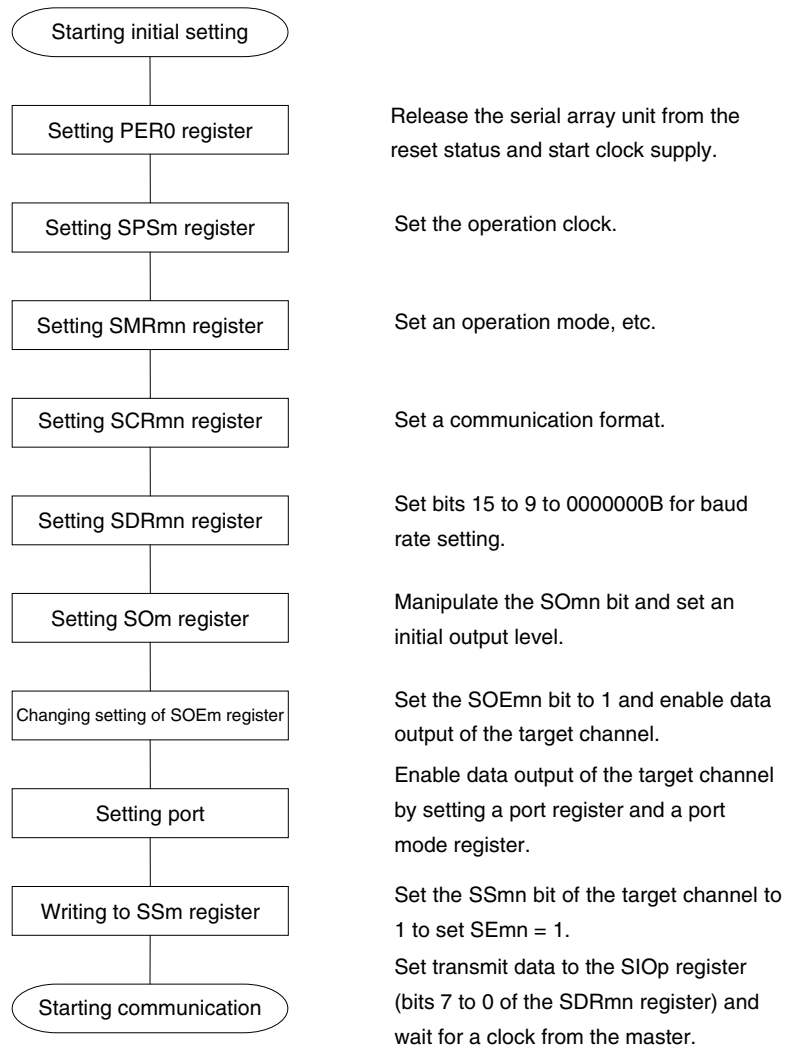 Starting initial setting
Setting PER0 register
Release the serial array unit from the
reset status and start clock supply.
Setting SPSm register
Set the operation clock.
Setting SMRmn register
Set an operation mode, etc.
Setting SCRmn register
Set a communication format.
Setting SDRmn register
Set bits 15 to 9 to 0000000B for baud
rate setting.
Setting SOm register
Manipulate the SOmn bit and set an
initial output level.
Changing setting of SOEm register
Set the SOEmn bit to 1 and enable data
output of the target channel.
Setting port
Enable data output of the target channel
by setting a port register and a port
mode register.
Writing to SSm register
Set the SSmn bit of the target channel to
1 to set SEmn = 1.
Starting communication
Set transmit data to the SIOp register
(bits 7 to 0 of the SDRmn register) and
wait for a clock from the master.